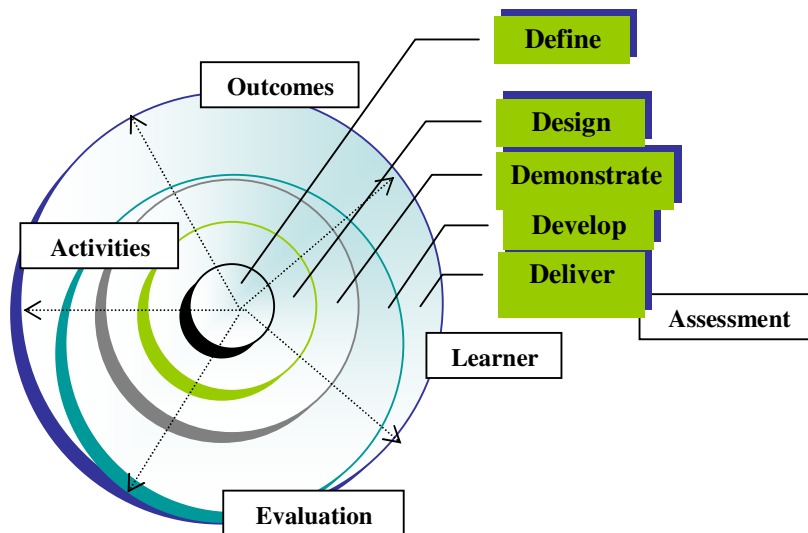 Define
Outcomes
Design
Demonstrate
Develop
Activities
Deliver
Assessment
Learner
Evaluation